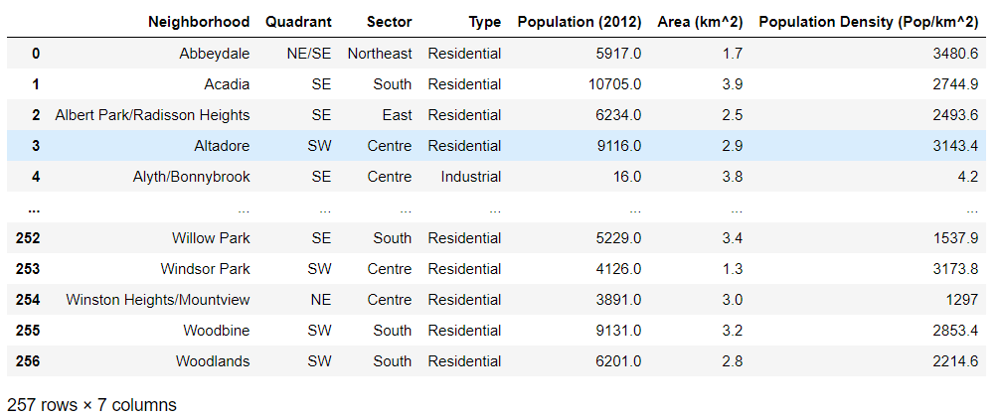 Neighborhood Quadrant Sector Type Population (2012) Area (km^2) Population Density (Pop/km^2)
0 Abbeydale NE/SE Northeast Residential 5917.0 1.7 3480.6
1 Acadia SE South Residential 10705.0 3.9 2744.9
2 Albert Park/Radisson Heights SE East Residential 6234.0 2.5 2493.6
3 Altadore SW Centre Residential 9116.0 2.9 3143.4
4 Alyth/Bonnybrook SE Centre Industrial 16.0 3.8 4.2
... ... ... ... ... ... ... ...
252 Willow Park SE South Residential 5229.0 3.4 1537.9
253 Windsor Park SW Centre Residential 4126.0 1.3 3173.8
254 Winston Heights/Mountview NE Centre Residential 3891.0 3.0 1297
255 Woodbine SW South Residential 9131.0 3.2 2853.4
256 Woodlands SW South Residential 6201.0 2.8 2214.6
257 rows × 7 columns